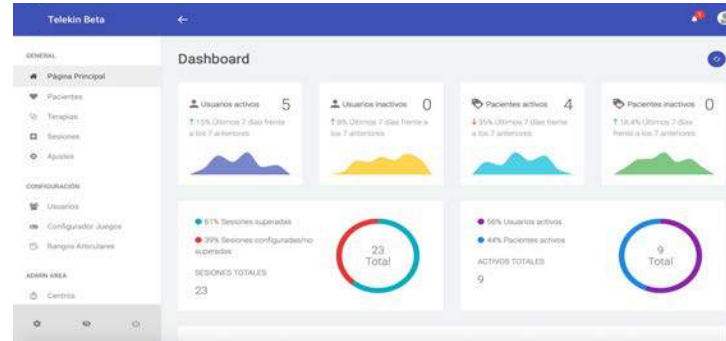 Telekin Beta
GENERAL
Página Principal
Pacientes
Terapias
Sesiones
Ajustes
CONFIGURACIÓN
Usuarios
Configurador Juegos
Rangos Articulares
ADMIN ÁREA
Centros
Dashboard
Usuarios activos 5
15% Últimos 7 días frente
a los 7 anteriores
Usuarios inactivos 0
9% Últimos 7 días frente a
los 7 anteriores
Pacientes activos 4
35% Últimos 7 días frente
a los 7 anteriores
Pacientes inactivos 0
18.4% Últimos 7 días
frente a los 7 anteriores
61% Sesiones superadas
39% Sesiones configuradas/no
superadas
SESIONES TOTALES
23
23
Total
56% Usuarios activos
44% Pacientes activos
ACTIVOS TOTALES
9
9
Total